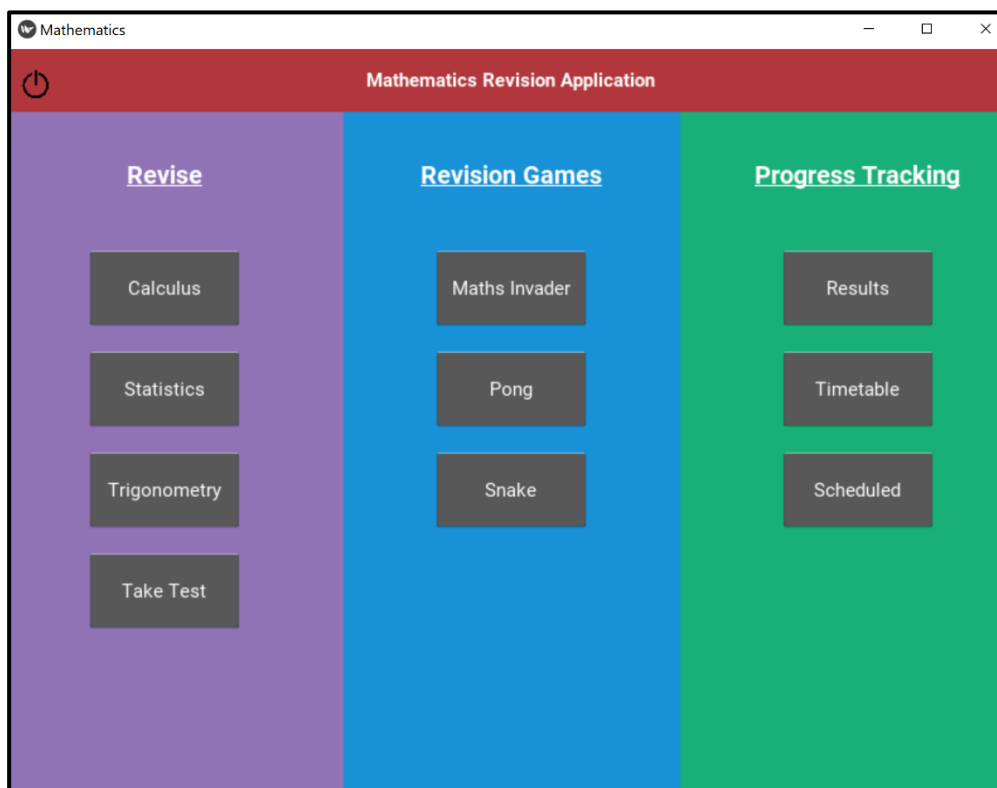 Mathematics
Mathematics Revision Application
Revise
Calculus
Statistics
Trigonometry
Take Test
Revision Games
Maths Invader
Pong
Snake
Progress Tracking
Results
Timetable
Scheduled